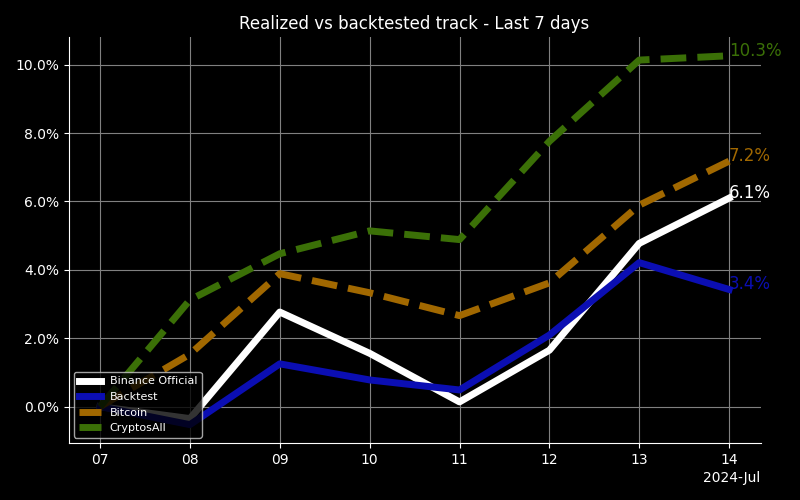 Realized vs backtested track - Last 7 days
10.0%
8.0%
6.0%
4.0%
2.0%
0.0%
10.3%
7.2%
6.1%
3.4%
Binance Official
Backtest
Bitcoin
CryptosAll
07 08 09 10 11 12 13 14
2024-Jul